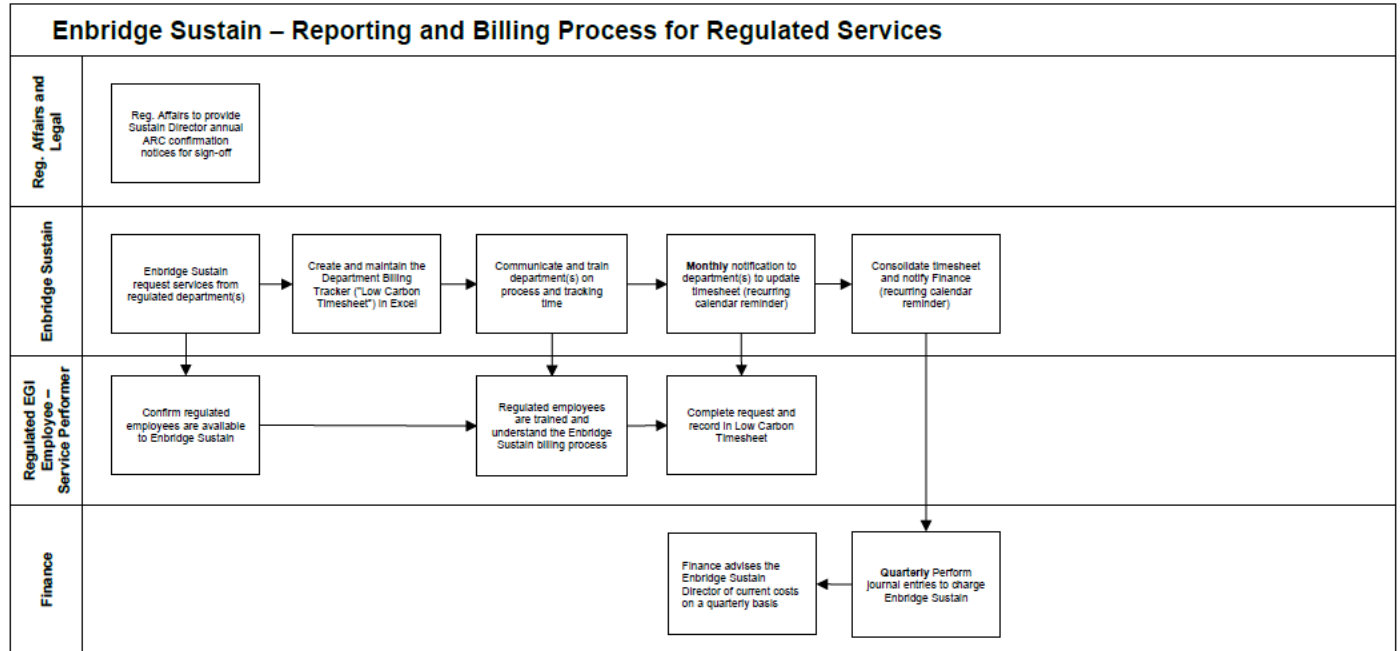 Enbridge Sustain – Reporting and Billing Process for Regulated Services
Reg. Affairs and
Legal
Reg. Affairs to provide
Sustain Director annual
ARC confirmation
notices for sign-off
Enbridge Sustain
Enbridge Sustain
request services from
regulated department(s)
Create and maintain the
Department Billing
Tracker ("Low Carbon
Timesheet") in Excel
Communicate and train
department(s) on
process and tracking
time
Monthly notification to
department(s) to update
timesheet (recurring
calendar reminder)
Consolidate timesheet
and notify Finance
(recurring calendar
reminder)
Regulated EGI
Employee –
Service Performer
Confirm regulated
employees are available
to Enbridge Sustain
Regulated employees
are trained and
understand the Enbridge
Sustain billing process
Complete request and
record in Low Carbon
Timesheet
Finance
Finance advises the
Enbridge Sustain
Director of current costs
on a quarterly basis
Quarterly Perform
journal entries to charge
Enbridge Sustain